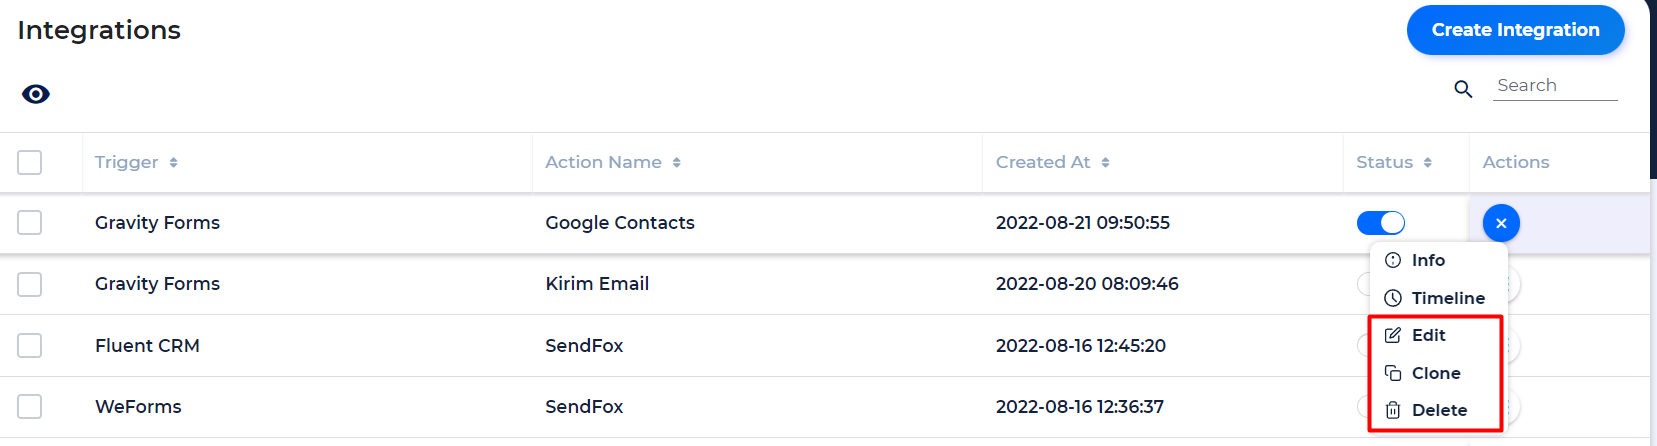 Integrations
Create Integration
Search
Trigger Action Name Created At Status Actions
Gravity Forms Google Contacts 2022-08-21 09:50:55
Info
Gravity Forms Kirim Email 2022-08-20 08:09:46
Timeline
Edit
Fluent CRM SendFox 2022-08-16 12:45:20
Clone
WeForms SendFox 2022-08-16 12:36:37
Delete